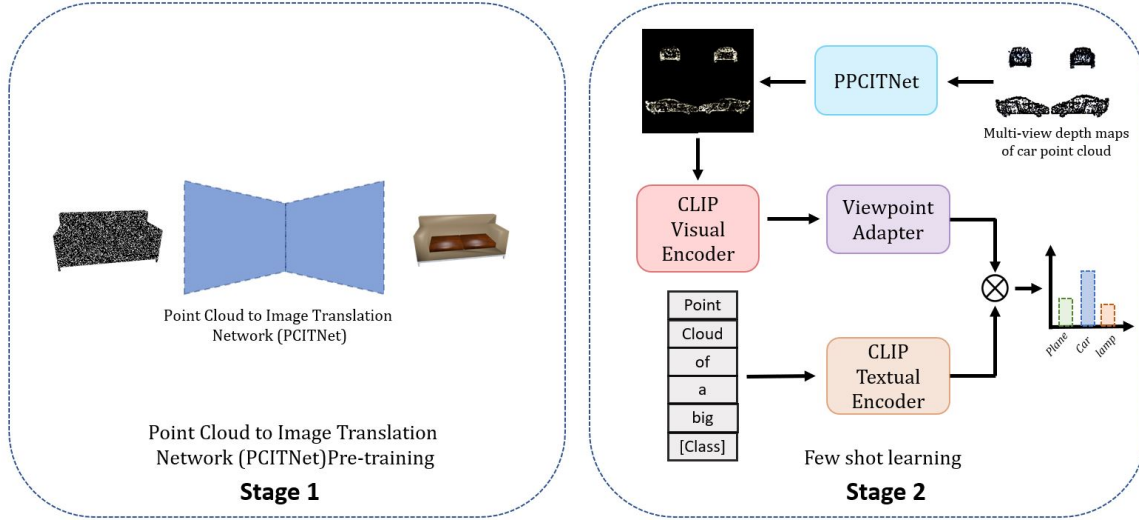 Point Cloud to Image Translation
Network (PCITNet)
Point Cloud to Image Translation
Network (PCITNet)Pre-training
Stage 1
PPCITNet
Multi-view depth maps
of car point cloud
CLIP
Visual
Encoder
Viewpoint
Adapter
Point
Cloud
of
a
big
[Class]
CLIP
Textual
Encoder
Plane
Car
lamp
Few shot learning
Stage 2